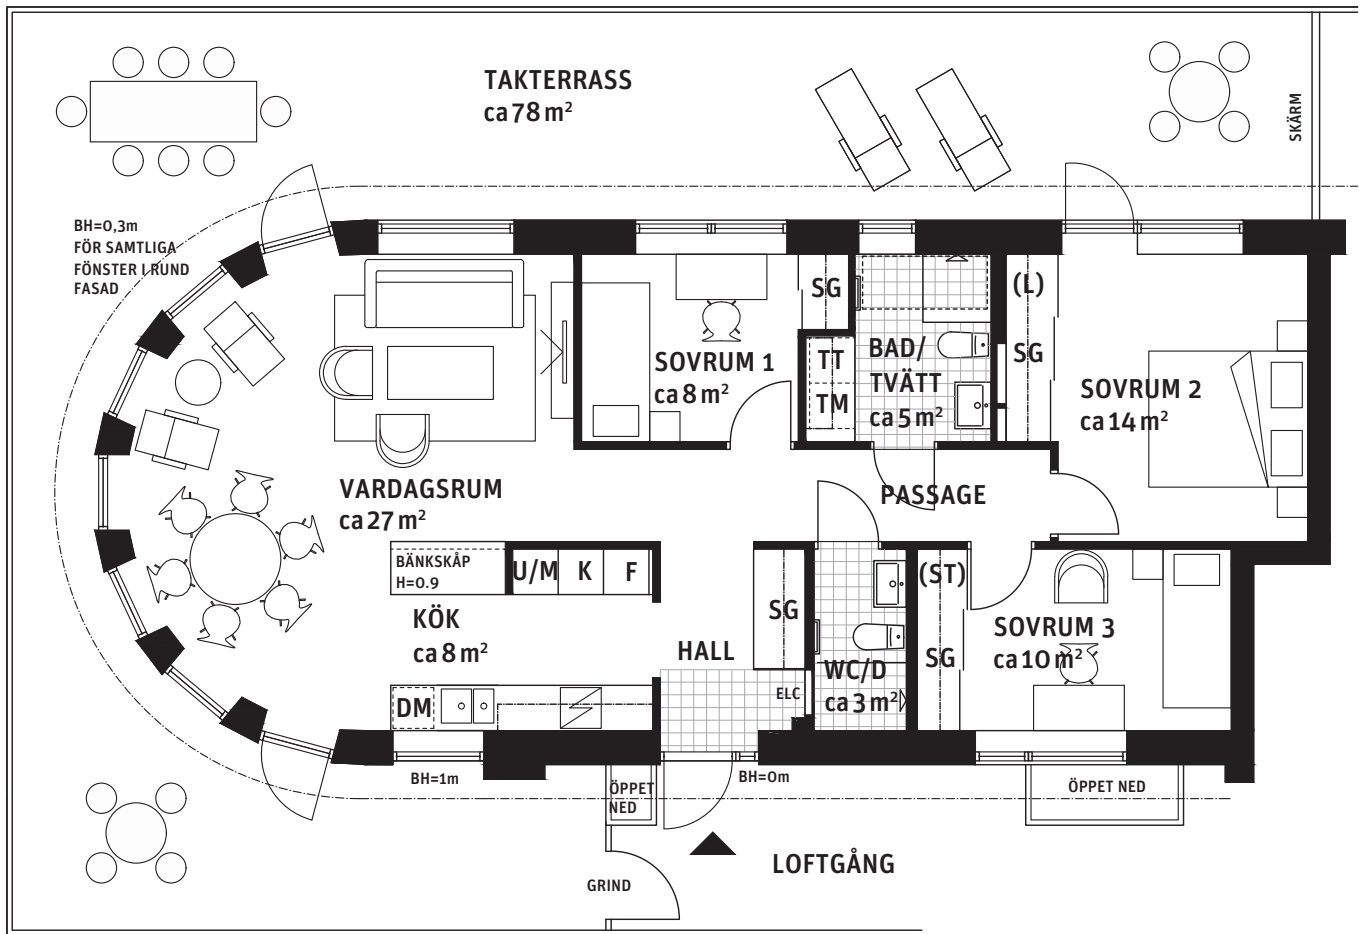 TAKTERRASS
ca 78 m²
SKÄRM
BH=0,3m
FÖR SAMTLIGA
FÖNSTER I RUND
FASAD
SG
(L)
SG
SOVRUM 1
ca 8 m²
TT
TM
BAD/
TVÄTT
ca 5 m²
SOVRUM 2
ca 14 m²
VARDAGSRUM
ca 27 m²
PASSAGE
BÄNKSKÅP
H=0.9
U/M
K
F
KÖK
ca 8 m²
SG
HALL
ELC
WC/D
ca 3 m²
(ST)
SG
SOVRUM 3
ca 10 m²
DM
BH=1m
BH=0m
ÖPPET
NED
ÖPPET NED
LOFTGÅNG
GRIND